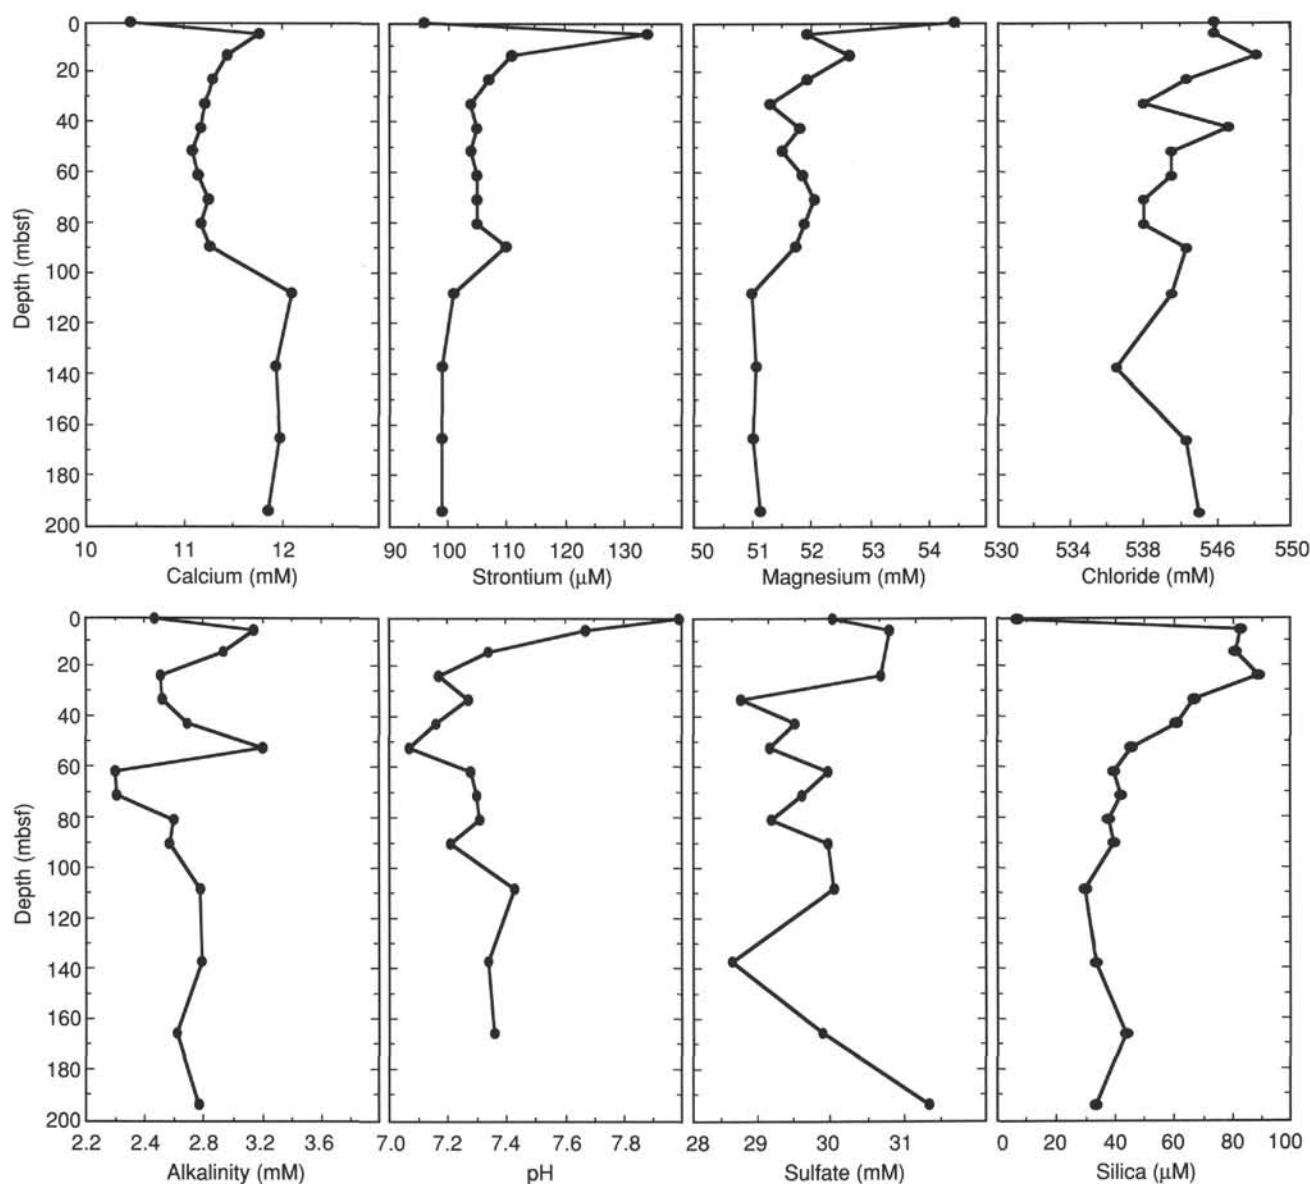 0
20
40
60
80
100
120
140
160
180
200
Depth (mbsf)
10 11 12
Calcium (mM)
90 100 110 120 130
Strontium (μM)
50 51 52 53 54
Magnesium (mM)
530 534 538 542 546 550
Chloride (mM)
0
20
40
60
80
100
120
140
160
180
200
Depth (mbsf)
2.2 2.4 2.8 3.2 3.6
Alkalinity (mM)
7.0 7.2 7.4 7.6 7.8
pH
28 29 30 31
Sulfate (mM)
0 20 40 60 80 100
Silica (μM)